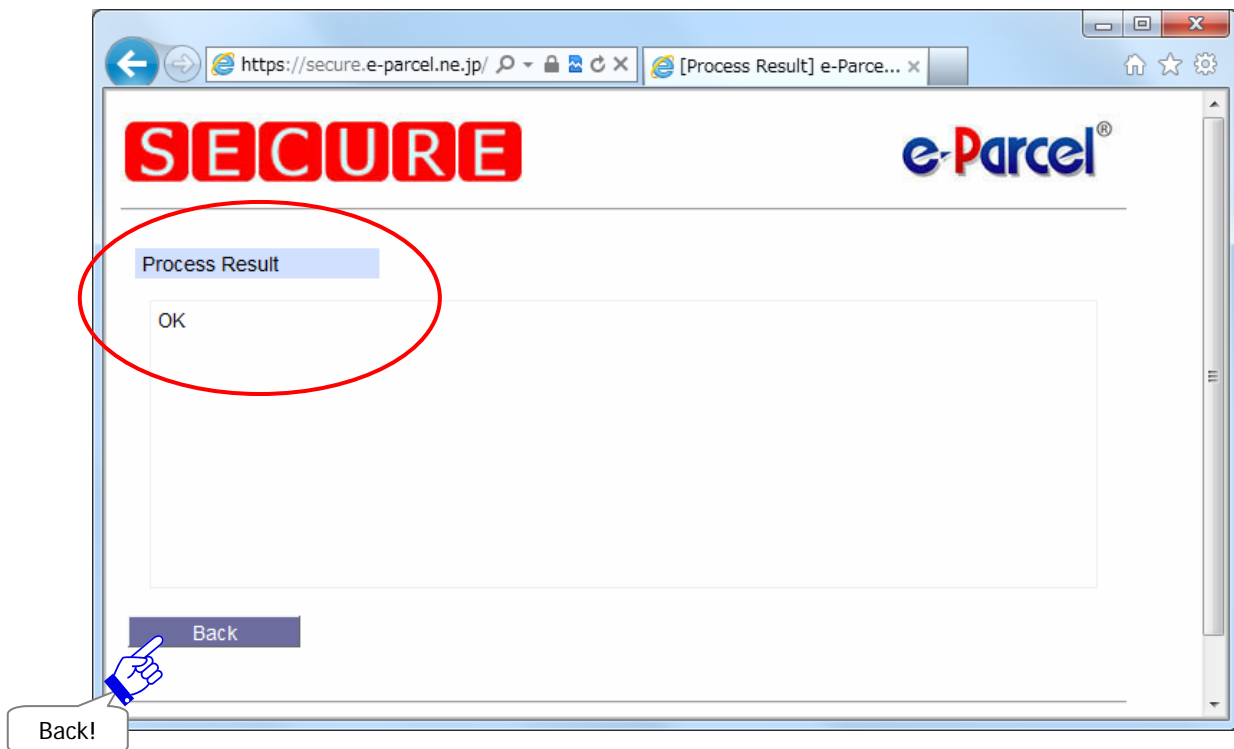 https://secure.e-parcel.ne.jp/
[Process Result] e-Parce...
SECURE
e-Parcel®
Process Result
OK
Back
Back!